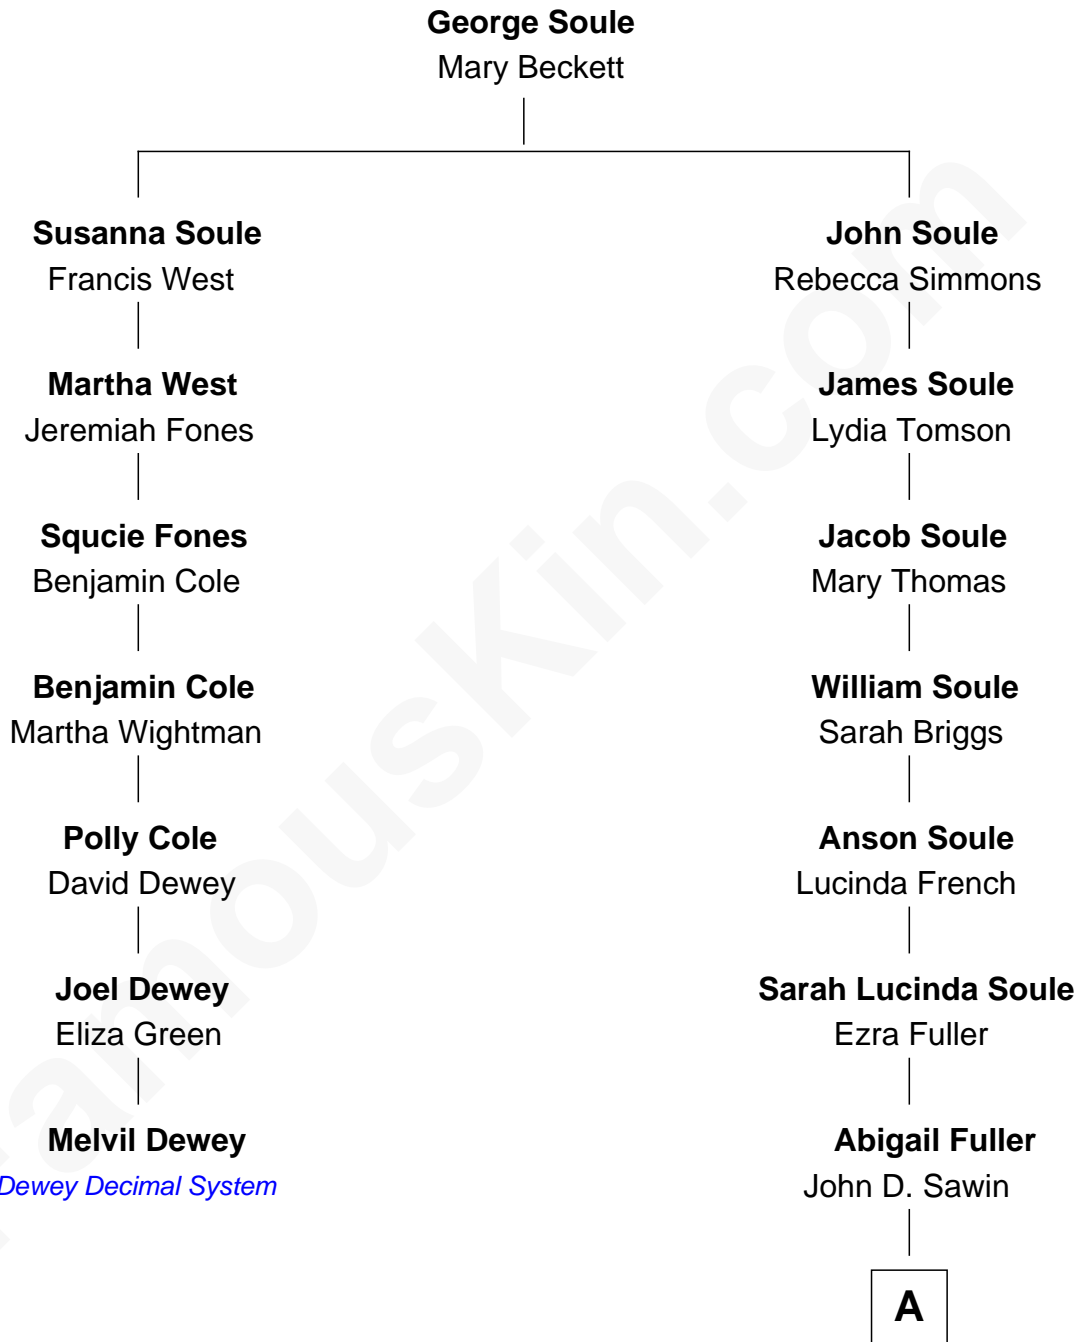 George Soule
Mary Beckett
Susanna Soule
Francis West
Martha West
Jeremiah Fones
Squcie Fones
Benjamin Cole
Benjamin Cole
Martha Wightman
Polly Cole
David Dewey
Joel Dewey
Eliza Green
Melvil Dewey
Dewey Decimal System
John Soule
Rebecca Simmons
James Soule
Lydia Tomson
Jacob Soule
Mary Thomas
William Soule
Sarah Briggs
Anson Soule
Lucinda French
Sarah Lucinda Soule
Ezra Fuller
Abigail Fuller
John D. Sawin
A
FamousKin.com